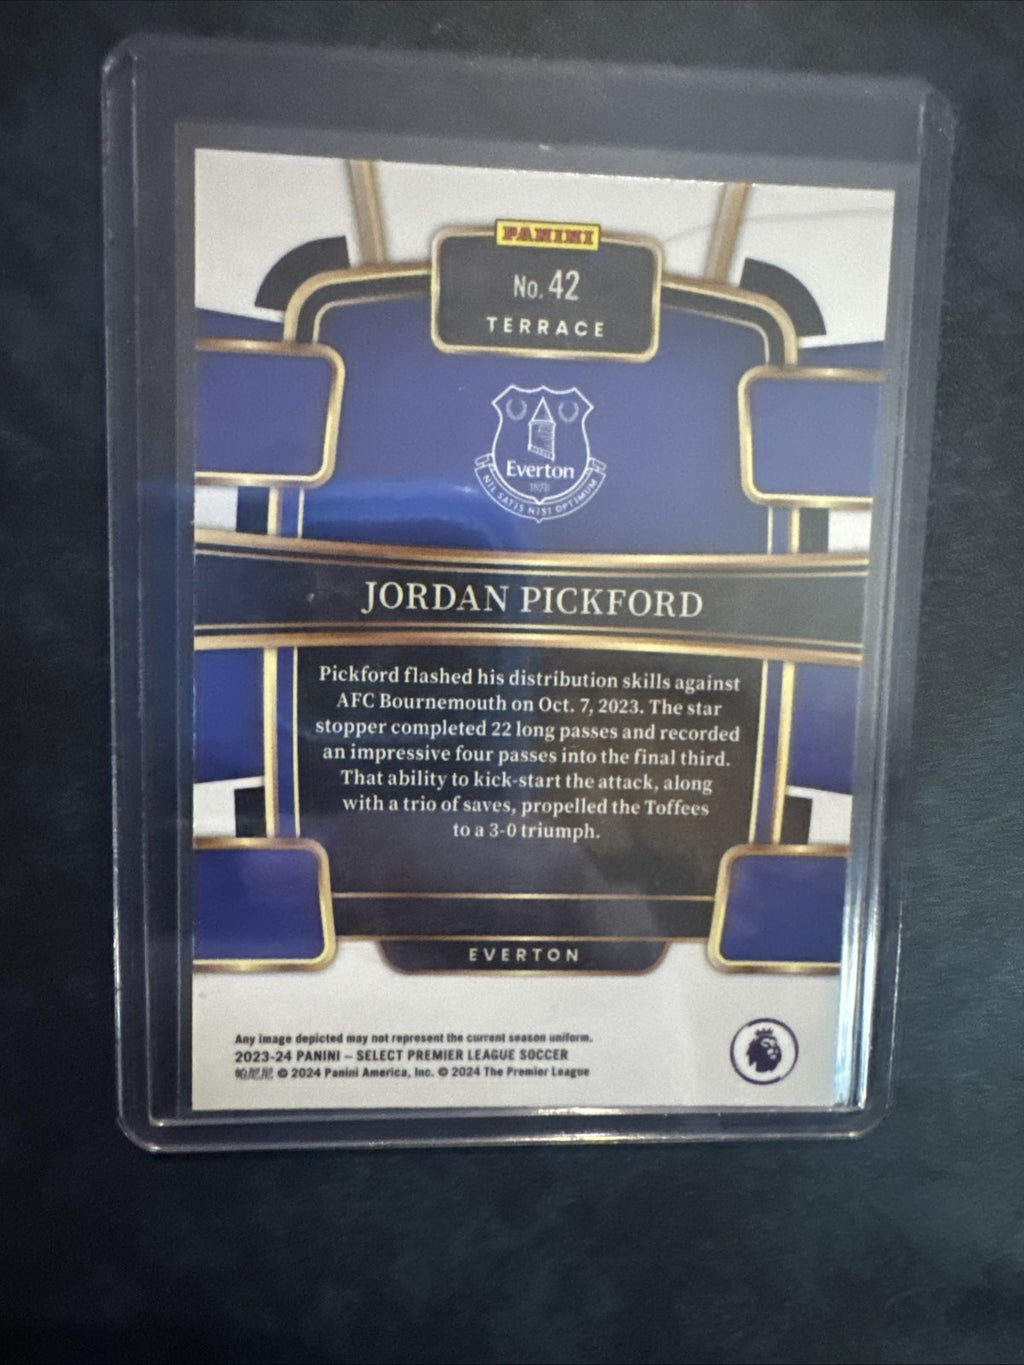 PANINI
No. 42
TERRACE
Everton
1878
NIL SATIS NISI OPTIMUM
JORDAN PICKFORD
Pickford flashed his distribution skills against
AFC Bournemouth on Oct. 7, 2023. The star
stopper completed 22 long passes and recorded
an impressive four passes into the final third.
That ability to kick-start the attack, along
with a trio of saves, propelled the Toffees
to a 3-0 triumph.
EVERTON
Any image depicted may not represent the current season uniform.
2023-24 PANINI – SELECT PREMIER LEAGUE SOCCER
帕尼尼 © 2024 Panini America, Inc. © 2024 The Premier League